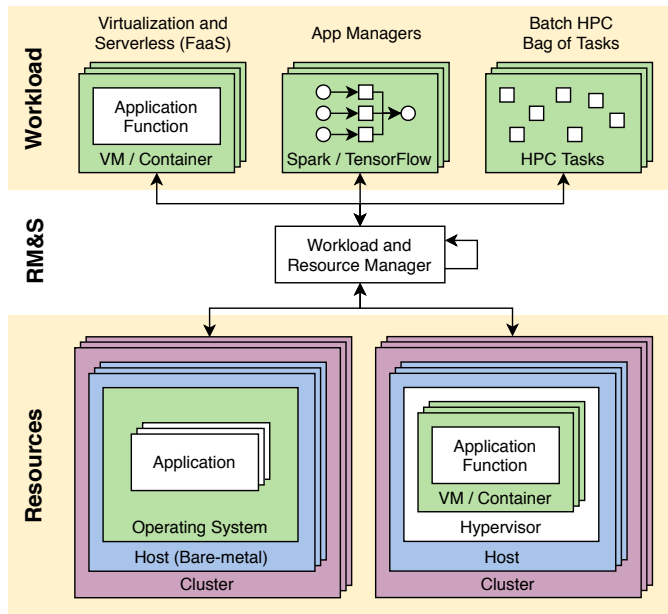 Virtualization and
Serverless (FaaS)
App Managers
Batch HPC
Bag of Tasks
Workload
Application
Function
VM / Container
Spark / TensorFlow
HPC Tasks
RM&S
Workload and
Resource Manager
Resources
Application
Operating System
Host (Bare-metal)
Cluster
Application
Function
VM / Container
Hypervisor
Host
Cluster